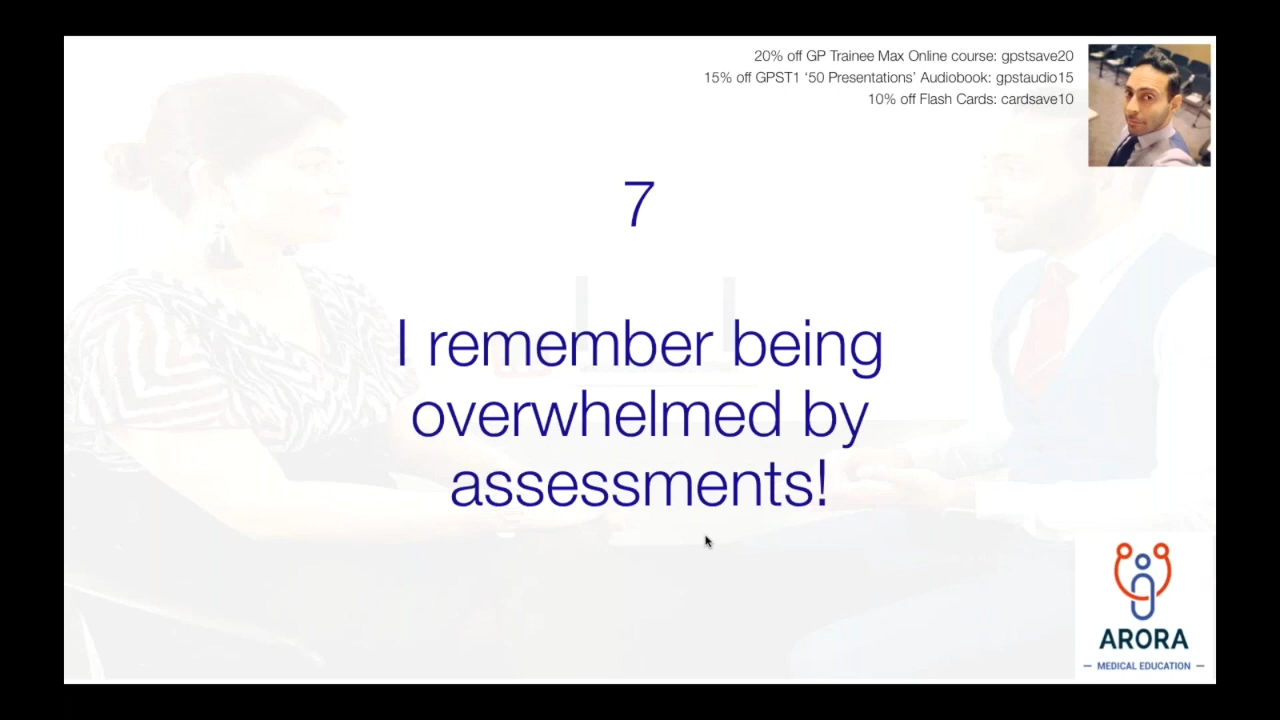 20% off GP Trainee Max Online course: gpstsave20
15% off GPST1 ‘50 Presentations’ Audiobook: gpstaudio15
10% off Flash Cards: cardsave10
7
I remember being
overwhelmed by
assessments!
ARORA
MEDICAL EDUCATION